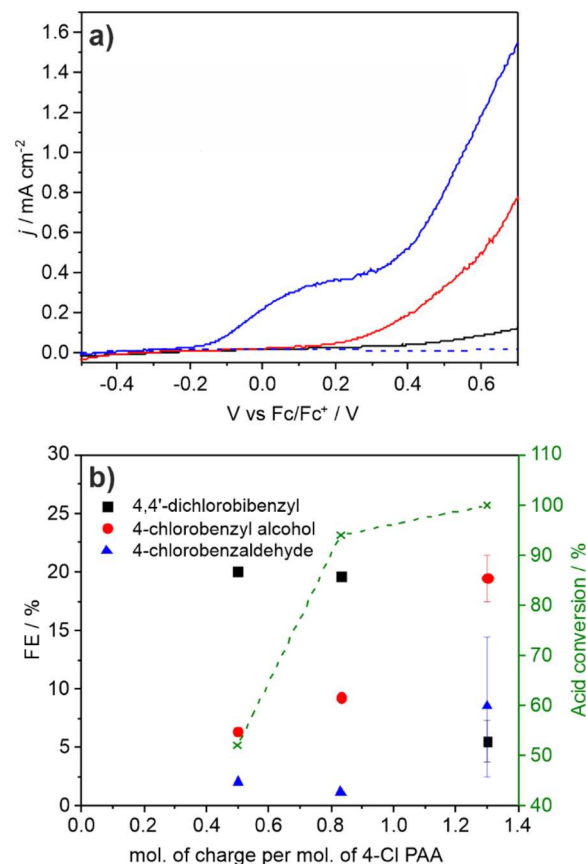 a)
1.6
1.4
1.2
1.0
0.8
0.6
0.4
0.2
0.0
j / mA cm⁻²
-0.4 -0.2 0.0 0.2 0.4 0.6
V vs Fc/Fc⁺ / V
b)
30
25
20
15
10
5
0
FE / %
4,4'-dichlorobibenzyl
4-chlorobenzyl alcohol
4-chlorobenzaldehyde
110
100
90
80
70
60
50
40
Acid conversion / %
0.0 0.2 0.4 0.6 0.8 1.0 1.2 1.4
mol. of charge per mol. of 4-Cl PAA